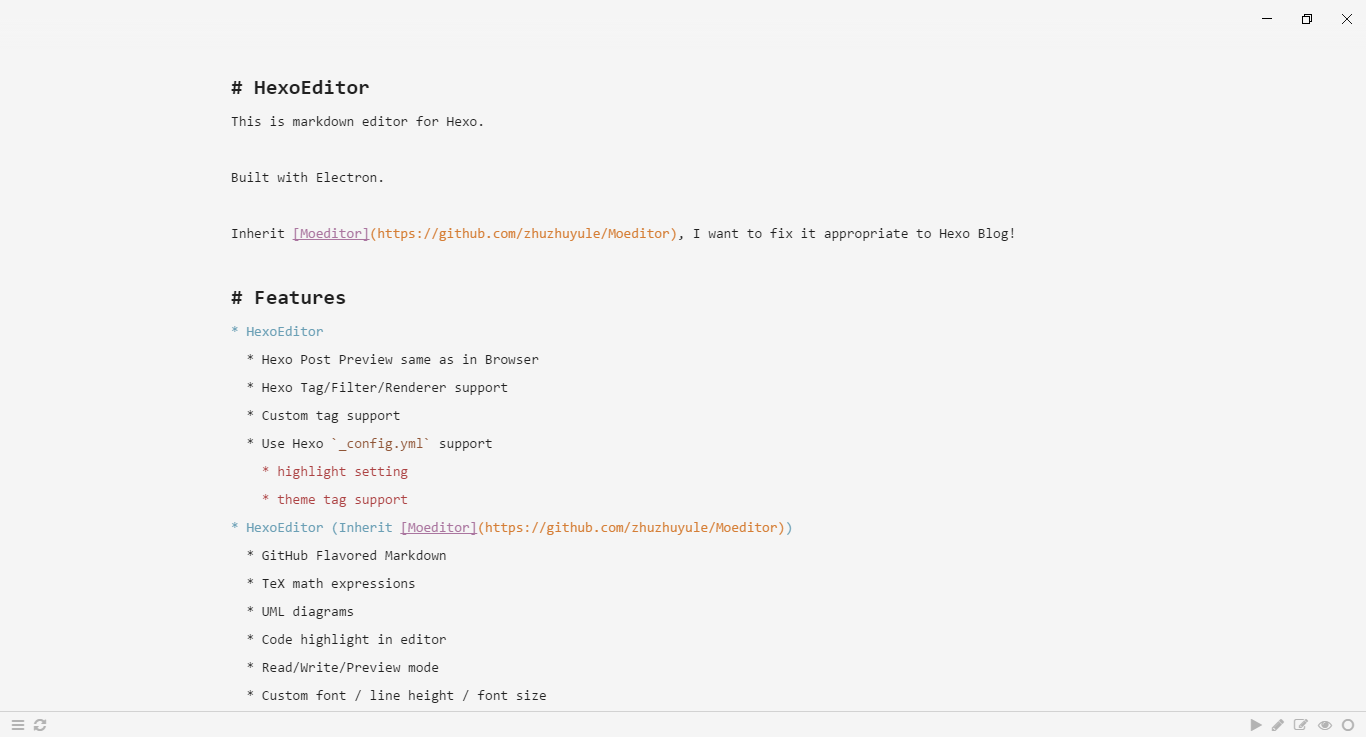 # HexoEditor
This is markdown editor for Hexo.
Built with Electron.
Inherit [Moeditor](https://github.com/zhuzhuyule/Moeditor), I want to fix it appropriate to Hexo Blog!
# Features
* HexoEditor
* Hexo Post Preview same as in Browser
* Hexo Tag/Filter/Renderer support
* Custom tag support
* Use Hexo `_config.yml` support
* highlight setting
* theme tag support
* HexoEditor (Inherit [Moeditor](https://github.com/zhuzhuyule/Moeditor))
* GitHub Flavored Markdown
* TeX math expressions
* UML diagrams
* Code highlight in editor
* Read/Write/Preview mode
* Custom font / line height / font size